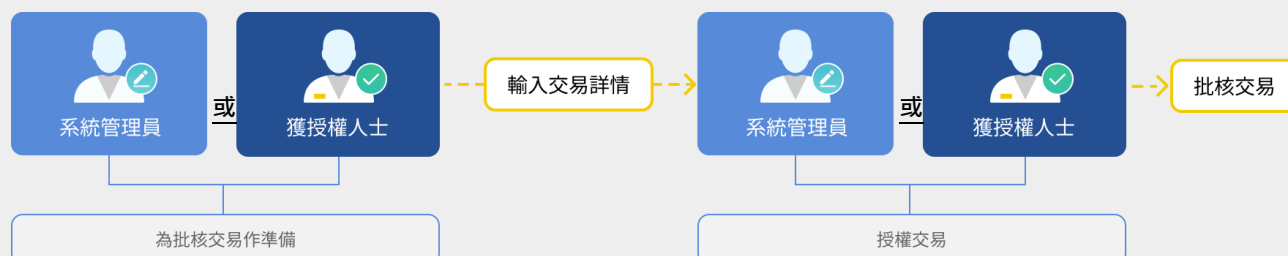 系統管理員
或
獲授權人士
輸入交易詳情
系統管理員
或
獲授權人士
批核交易
為批核交易作準備
授權交易